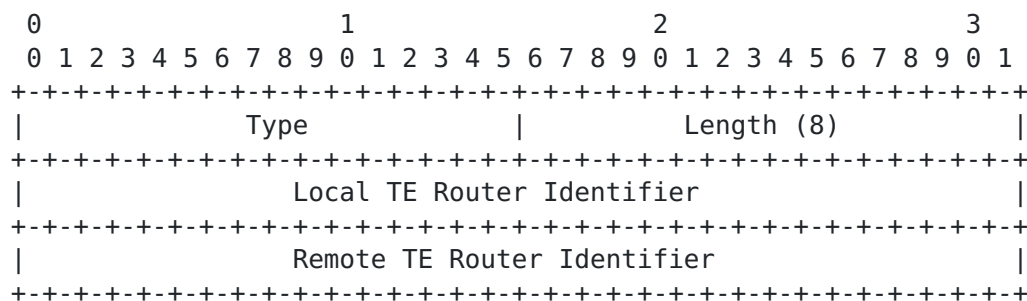 0                   1                   2                   3
 0 1 2 3 4 5 6 7 8 9 0 1 2 3 4 5 6 7 8 9 0 1 2 3 4 5 6 7 8 9 0 1
+-+-+-+-+-+-+-+-+-+-+-+-+-+-+-+-+-+-+-+-+-+-+-+-+-+-+-+-+-+-+-+-+
|              Type             |          Length (8)           |
+-+-+-+-+-+-+-+-+-+-+-+-+-+-+-+-+-+-+-+-+-+-+-+-+-+-+-+-+-+-+-+-+
|                 Local TE Router Identifier                    |
+-+-+-+-+-+-+-+-+-+-+-+-+-+-+-+-+-+-+-+-+-+-+-+-+-+-+-+-+-+-+-+-+
|                 Remote TE Router Identifier                   |
+-+-+-+-+-+-+-+-+-+-+-+-+-+-+-+-+-+-+-+-+-+-+-+-+-+-+-+-+-+-+-+-+